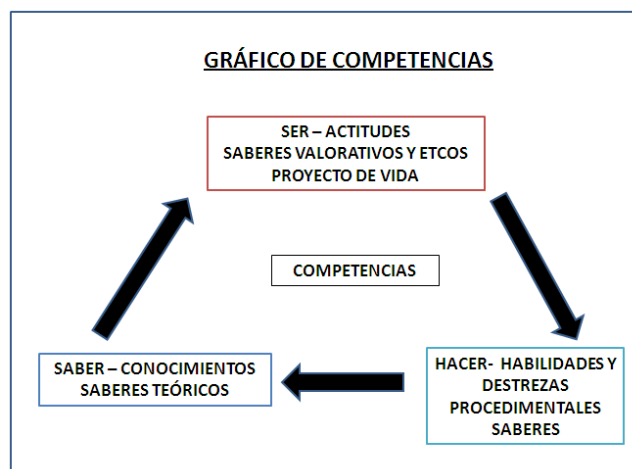 GRÁFICO DE COMPETENCIAS
SER – ACTITUDES
SABERES VALORATIVOS Y ETCOS
PROYECTO DE VIDA
COMPETENCIAS
SABER – CONOCIMIENTOS
SABERES TEÓRICOS
HACER- HABILIDADES Y
DESTREZAS
PROCEDIMENTALES
SABERES